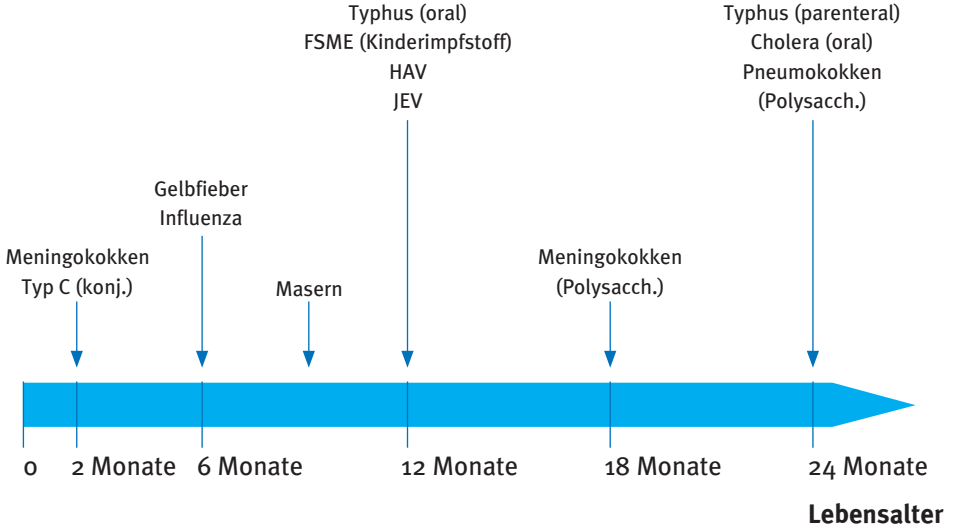 Typhus (oral)
FSME (Kinderimpfstoff)
HAV
JEV
Typhus (parenteral)
Cholera (oral)
Pneumokokken
(Polysacch.)
Gelbfieber
Influenza
Meningokokken
Typ C (konj.)
Masern
Meningokokken
(Polysacch.)
0
2 Monate
6 Monate
12 Monate
18 Monate
24 Monate
Lebensalter